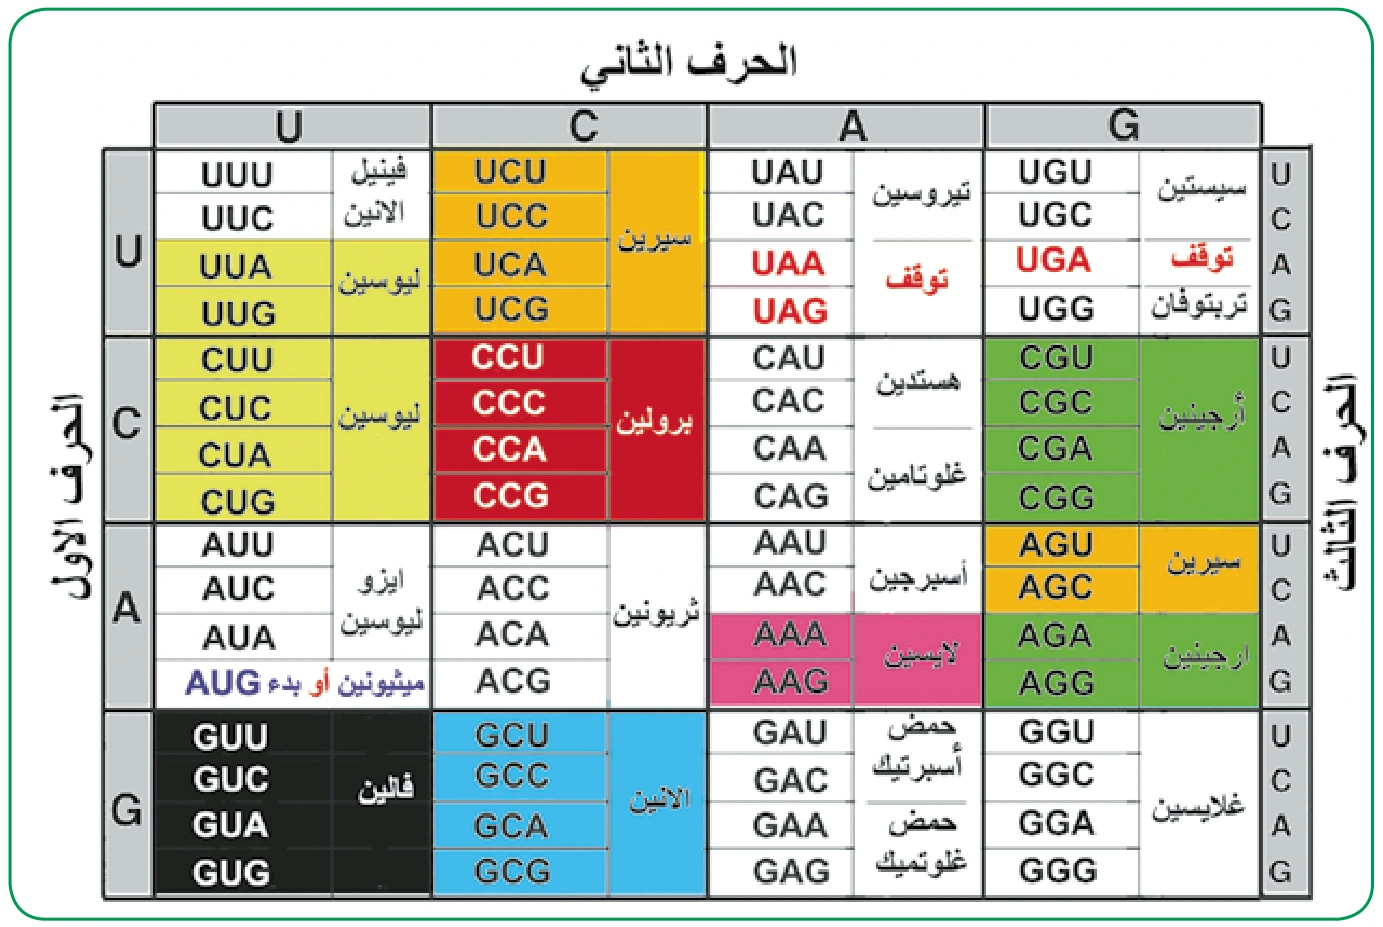 الحرف الثاني
U C A G
الحرف الاول
الحرف الثالث
U
UUU فينيل
UUC الانين
UUA ليوسين
UUG
UCU
UCC سيرين
UCA
UCG
UAU تيروسين
UAC
UAA توقف
UAG
UGU سيستين
UGC
UGA توقف
UGG تربتوفان
U
C
A
G
C
CUU
CUC ليوسين
CUA
CUG
CCU
CCC برولين
CCA
CCG
CAU هستدين
CAC
CAA غلوتامين
CAG
CGU
CGC أرجينين
CGA
CGG
U
C
A
G
A
AUU
AUC ايزو
AUA ليوسين
AUG ميثيونين أو بدء
ACU
ACC ثريونين
ACA
ACG
AAU أسبرجين
AAC
AAA لايسين
AAG
AGU سيرين
AGC
AGA ارجينين
AGG
U
C
A
G
G
GUU
GUC فالين
GUA
GUG
GCU
GCC الانين
GCA
GCG
GAU حمض
GAC أسبرتيك
GAA حمض
GAG غلوتميك
GGU
GGC غلايسين
GGA
GGG
U
C
A
G